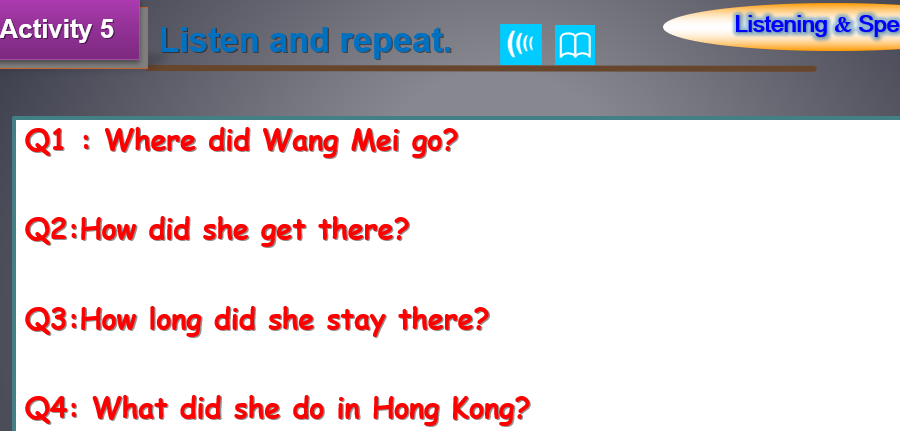 Activity 5
Listen and repeat.
Listening & Spe
Q1 : Where did Wang Mei go?
Q2:How did she get there?
Q3:How long did she stay there?
Q4: What did she do in Hong Kong?